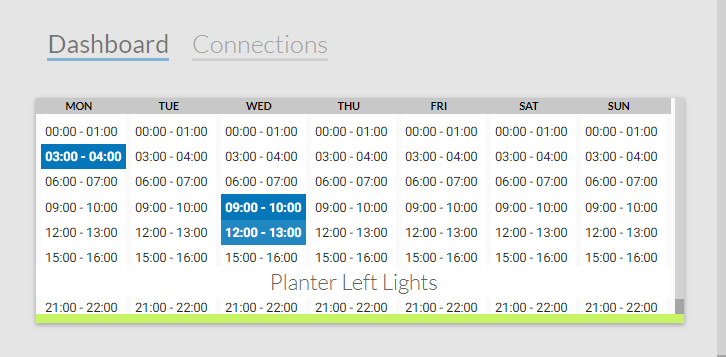 Dashboard Connections
MON TUE WED THU FRI SAT SUN
00:00 - 01:00 00:00 - 01:00 00:00 - 01:00 00:00 - 01:00 00:00 - 01:00 00:00 - 01:00 00:00 - 01:00
03:00 - 04:00 03:00 - 04:00 03:00 - 04:00 03:00 - 04:00 03:00 - 04:00 03:00 - 04:00 03:00 - 04:00
06:00 - 07:00 06:00 - 07:00 06:00 - 07:00 06:00 - 07:00 06:00 - 07:00 06:00 - 07:00 06:00 - 07:00
09:00 - 10:00 09:00 - 10:00 09:00 - 10:00 09:00 - 10:00 09:00 - 10:00 09:00 - 10:00 09:00 - 10:00
12:00 - 13:00 12:00 - 13:00 12:00 - 13:00 12:00 - 13:00 12:00 - 13:00 12:00 - 13:00 12:00 - 13:00
15:00 - 16:00 15:00 - 16:00 15:00 - 16:00 15:00 - 16:00 15:00 - 16:00 15:00 - 16:00 15:00 - 16:00
Planter Left Lights
21:00 - 22:00 21:00 - 22:00 21:00 - 22:00 21:00 - 22:00 21:00 - 22:00 21:00 - 22:00 21:00 - 22:00